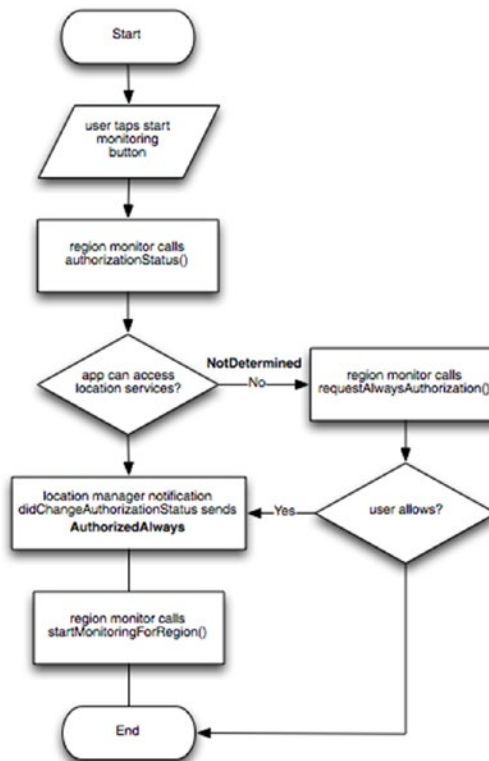 Start
user taps start
monitoring
button
region monitor calls
authorizationStatus()
app can access
location services?
NotDetermined
No
region monitor calls
requestAlwaysAuthorization()
location manager notification
didChangeAuthorizationStatus sends
AuthorizedAlways
Yes
user allows?
region monitor calls
startMonitoringForRegion()
End